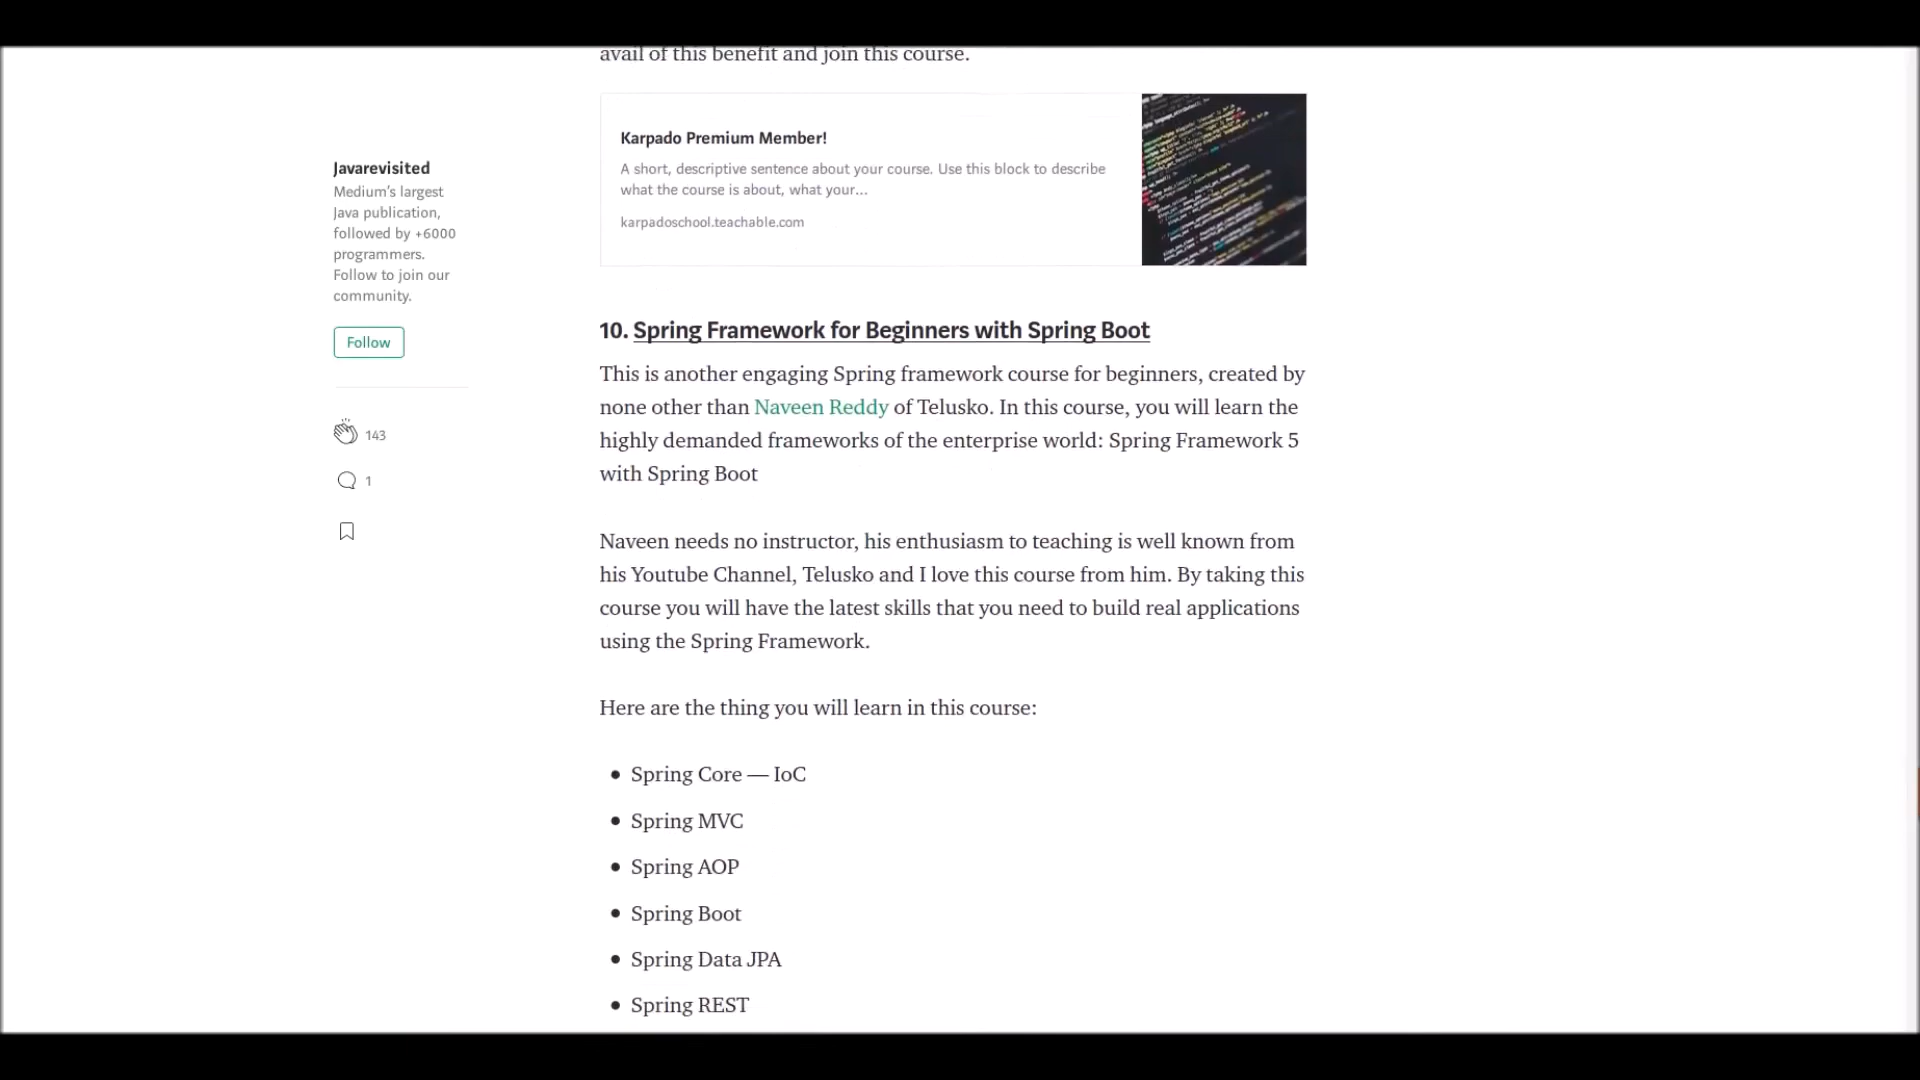 avail of this benefit and join this course.
Karpado Premium Member!
A short, descriptive sentence about your course. Use this block to describe
what the course is about, what your...
karpadoschool.teachable.com
Javarevisited
Medium's largest
Java publication,
followed by +6000
programmers.
Follow to join our
community.
Follow
143
1
10. Spring Framework for Beginners with Spring Boot
This is another engaging Spring framework course for beginners, created by
none other than Naveen Reddy of Telusko. In this course, you will learn the
highly demanded frameworks of the enterprise world: Spring Framework 5
with Spring Boot
Naveen needs no instructor, his enthusiasm to teaching is well known from
his Youtube Channel, Telusko and I love this course from him. By taking this
course you will have the latest skills that you need to build real applications
using the Spring Framework.
Here are the thing you will learn in this course:
• Spring Core — IoC
• Spring MVC
• Spring AOP
• Spring Boot
• Spring Data JPA
• Spring REST